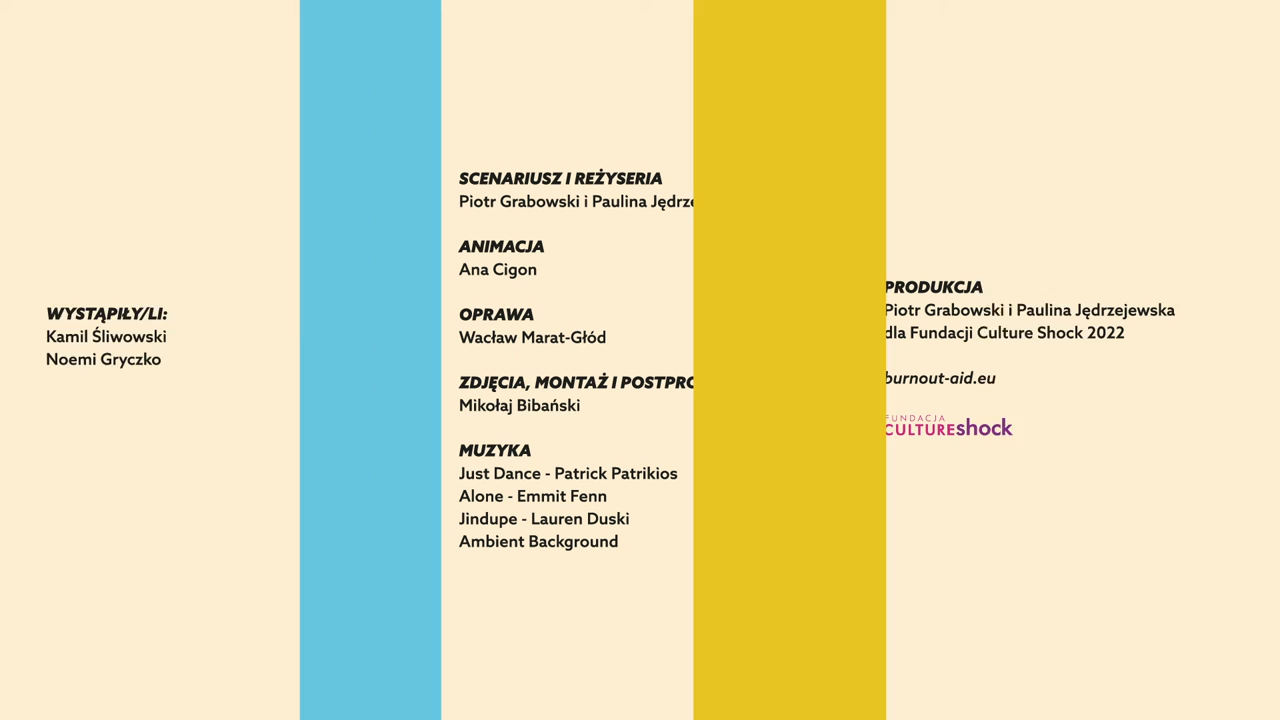 WYSTĄPIŁY/LI:
Kamil Śliwowski
Noemi Gryczko
SCENARIUSZ I REŻYSERIA
Piotr Grabowski i Paulina
ANIMACJA
Ana Cigon
OPRAWA
Wacław Marat-Głód
ZDJĘCIA, MONTAŻ I
Mikołaj Bibański
MUZYKA
Just Dance - Patrick Patrikios
Alone - Emmit Fenn
Jindupe - Lauren Duski
Ambient Background
PRODUKCJA
Piotr Grabowski i Paulina Jędrzejewska
dla Fundacji Culture Shock 2022
burnout-aid.eu
FUNDACJA
CULTUREshock